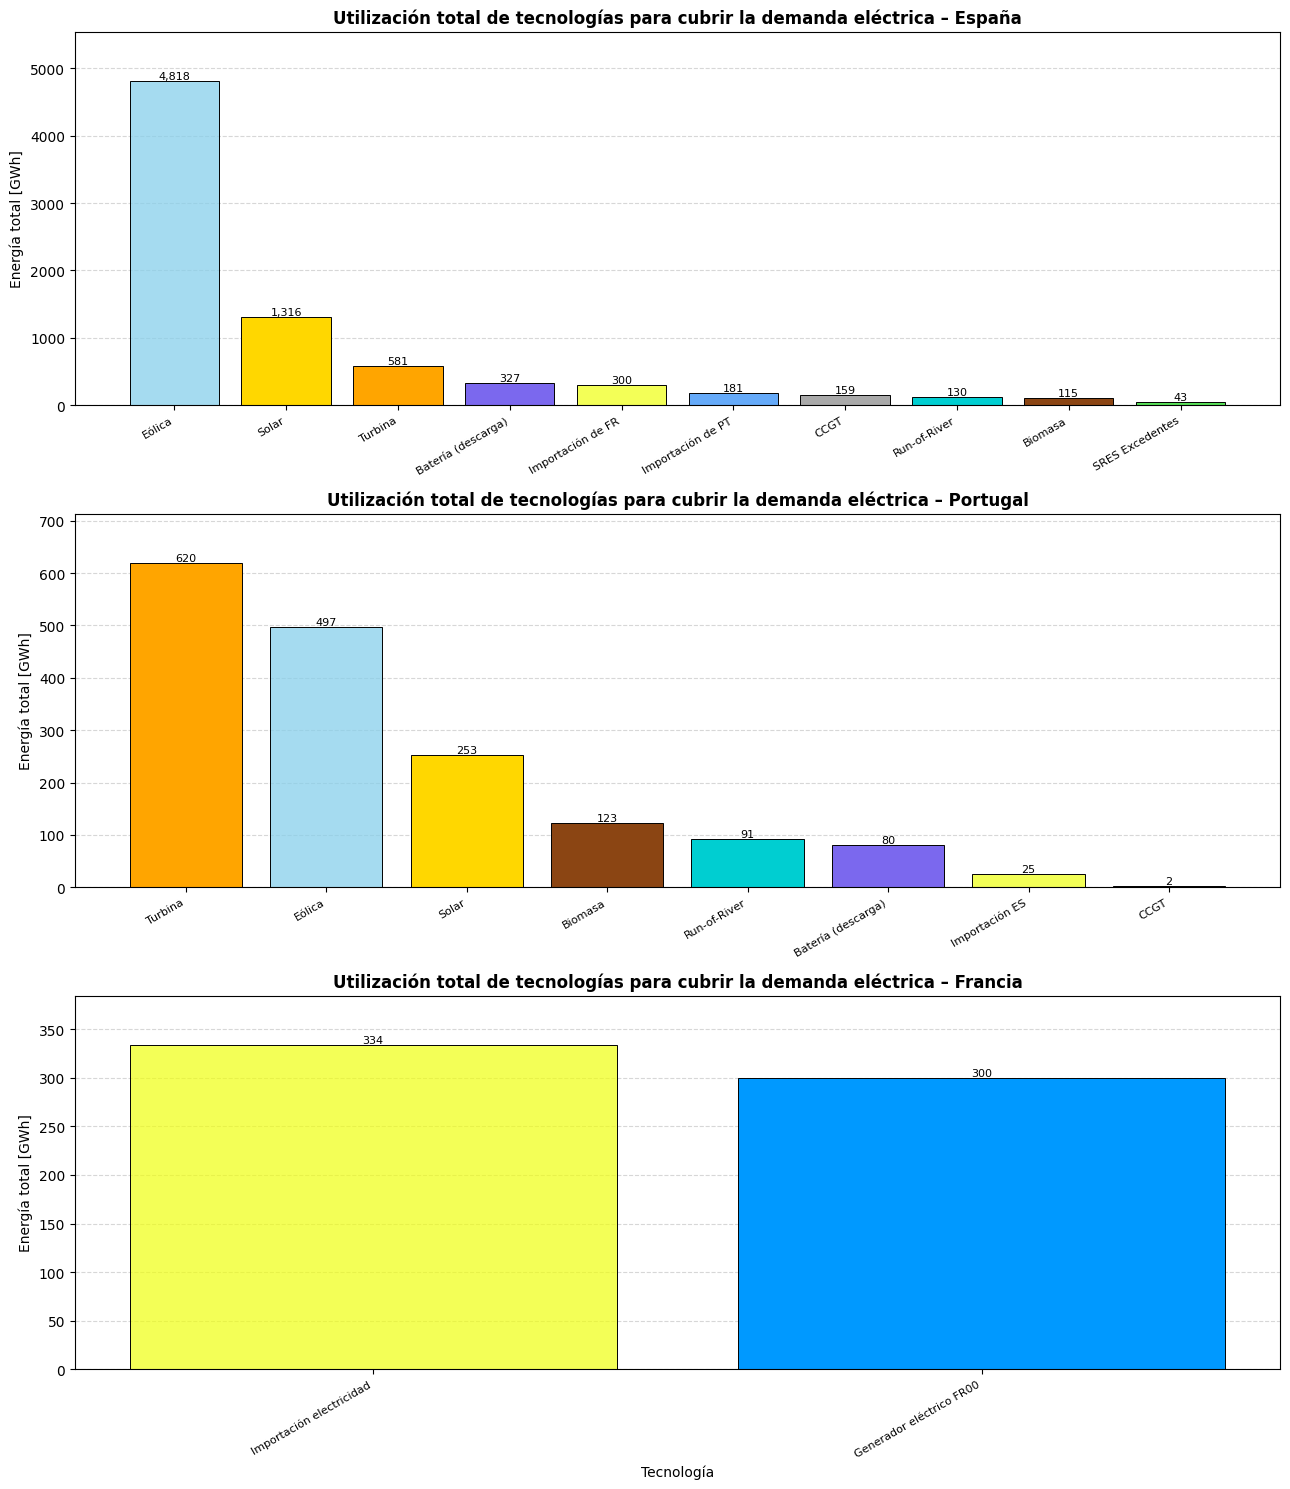 Utilización total de tecnologías para cubrir la demanda eléctrica – España
Energía total [GWh]
5000
4000
3000
2000
1000
0
4,818
1,316
581
327
300
181
159
130
115
43
Eólica
Solar
Turbina
Batería (descarga)
Importación de FR
Importación de PT
CCGT
Run-of-River
Biomasa
SRES Excedentes
Utilización total de tecnologías para cubrir la demanda eléctrica – Portugal
Energía total [GWh]
700
600
500
400
300
200
100
0
620
497
253
123
91
80
25
2
Turbina
Eólica
Solar
Biomasa
Run-of-River
Batería (descarga)
Importación ES
CCGT
Utilización total de tecnologías para cubrir la demanda eléctrica – Francia
Energía total [GWh]
350
300
250
200
150
100
50
0
334
300
Importación electricidad
Generador eléctrico FR00
Tecnología